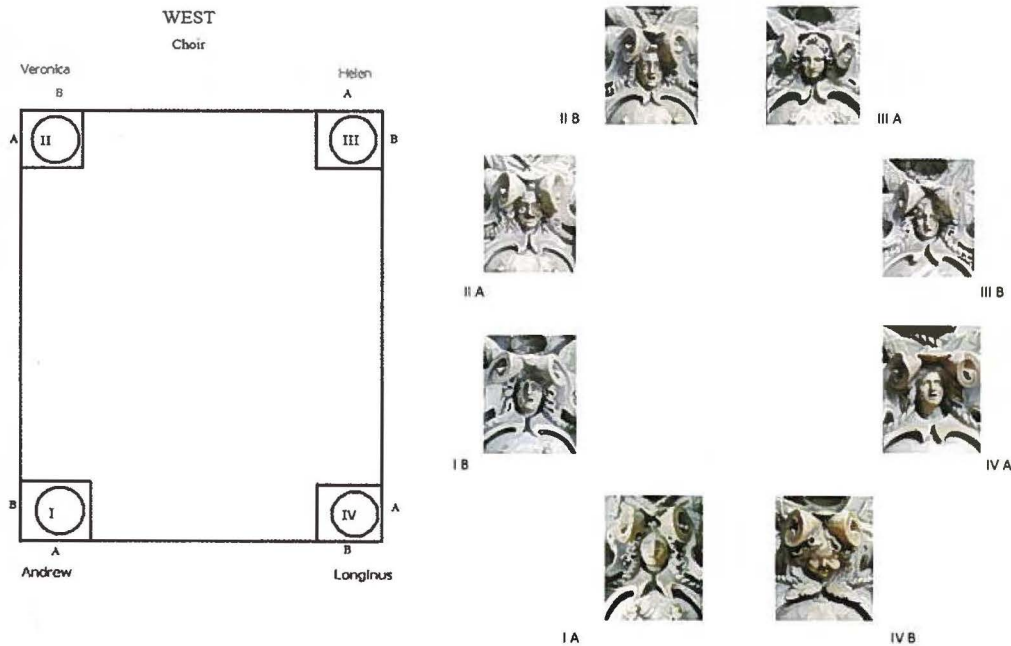 WEST
Choir
Veronica
Helen
B
A
A
II
III
B
B
I
IV
A
A
B
Andrew
Longinus
II B
III A
II A
III B
I B
IV A
I A
IV B